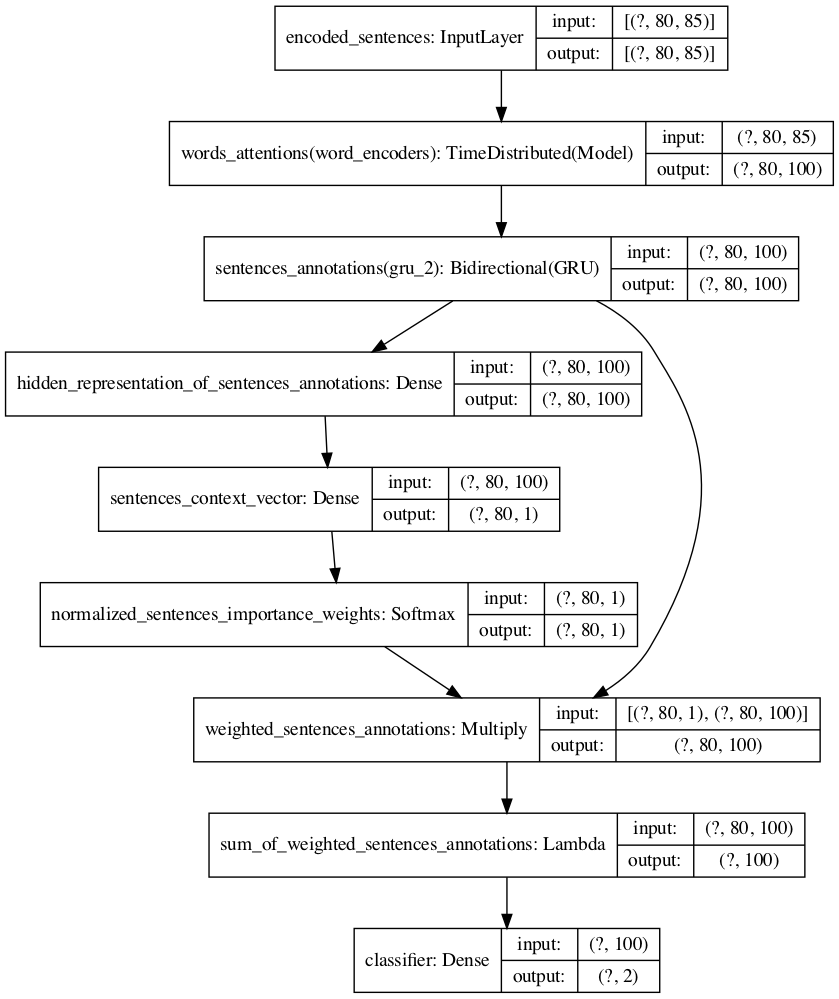 encoded_sentences: InputLayer
input: [(?, 80, 85)]
output: [(?, 80, 85)]
words_attentions(word_encoders): TimeDistributed(Model)
input: (?, 80, 85)
output: (?, 80, 100)
sentences_annotations(gru_2): Bidirectional(GRU)
input: (?, 80, 100)
output: (?, 80, 100)
hidden_representation_of_sentences_annotations: Dense
input: (?, 80, 100)
output: (?, 80, 100)
sentences_context_vector: Dense
input: (?, 80, 100)
output: (?, 80, 1)
normalized_sentences_importance_weights: Softmax
input: (?, 80, 1)
output: (?, 80, 1)
weighted_sentences_annotations: Multiply
input: [(?, 80, 1), (?, 80, 100)]
output: (?, 80, 100)
sum_of_weighted_sentences_annotations: Lambda
input: (?, 80, 100)
output: (?, 100)
classifier: Dense
input: (?, 100)
output: (?, 2)